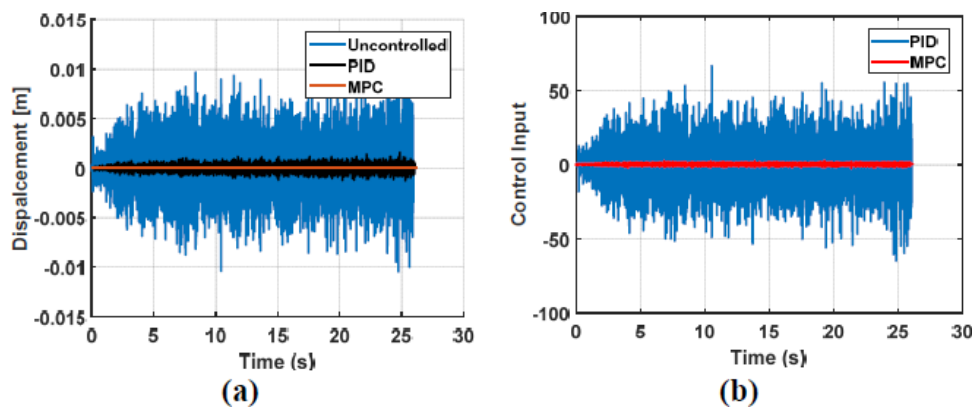 0.015
0.01
0.005
0
-0.005
-0.01
-0.015
Dispalcement [m]
Uncontrolled
PID
MPC
0 5 10 15 20 25 30
Time (s)
(a)
100
50
0
-50
-100
Control Input
PID
MPC
0 5 10 15 20 25 30
Time (s)
(b)